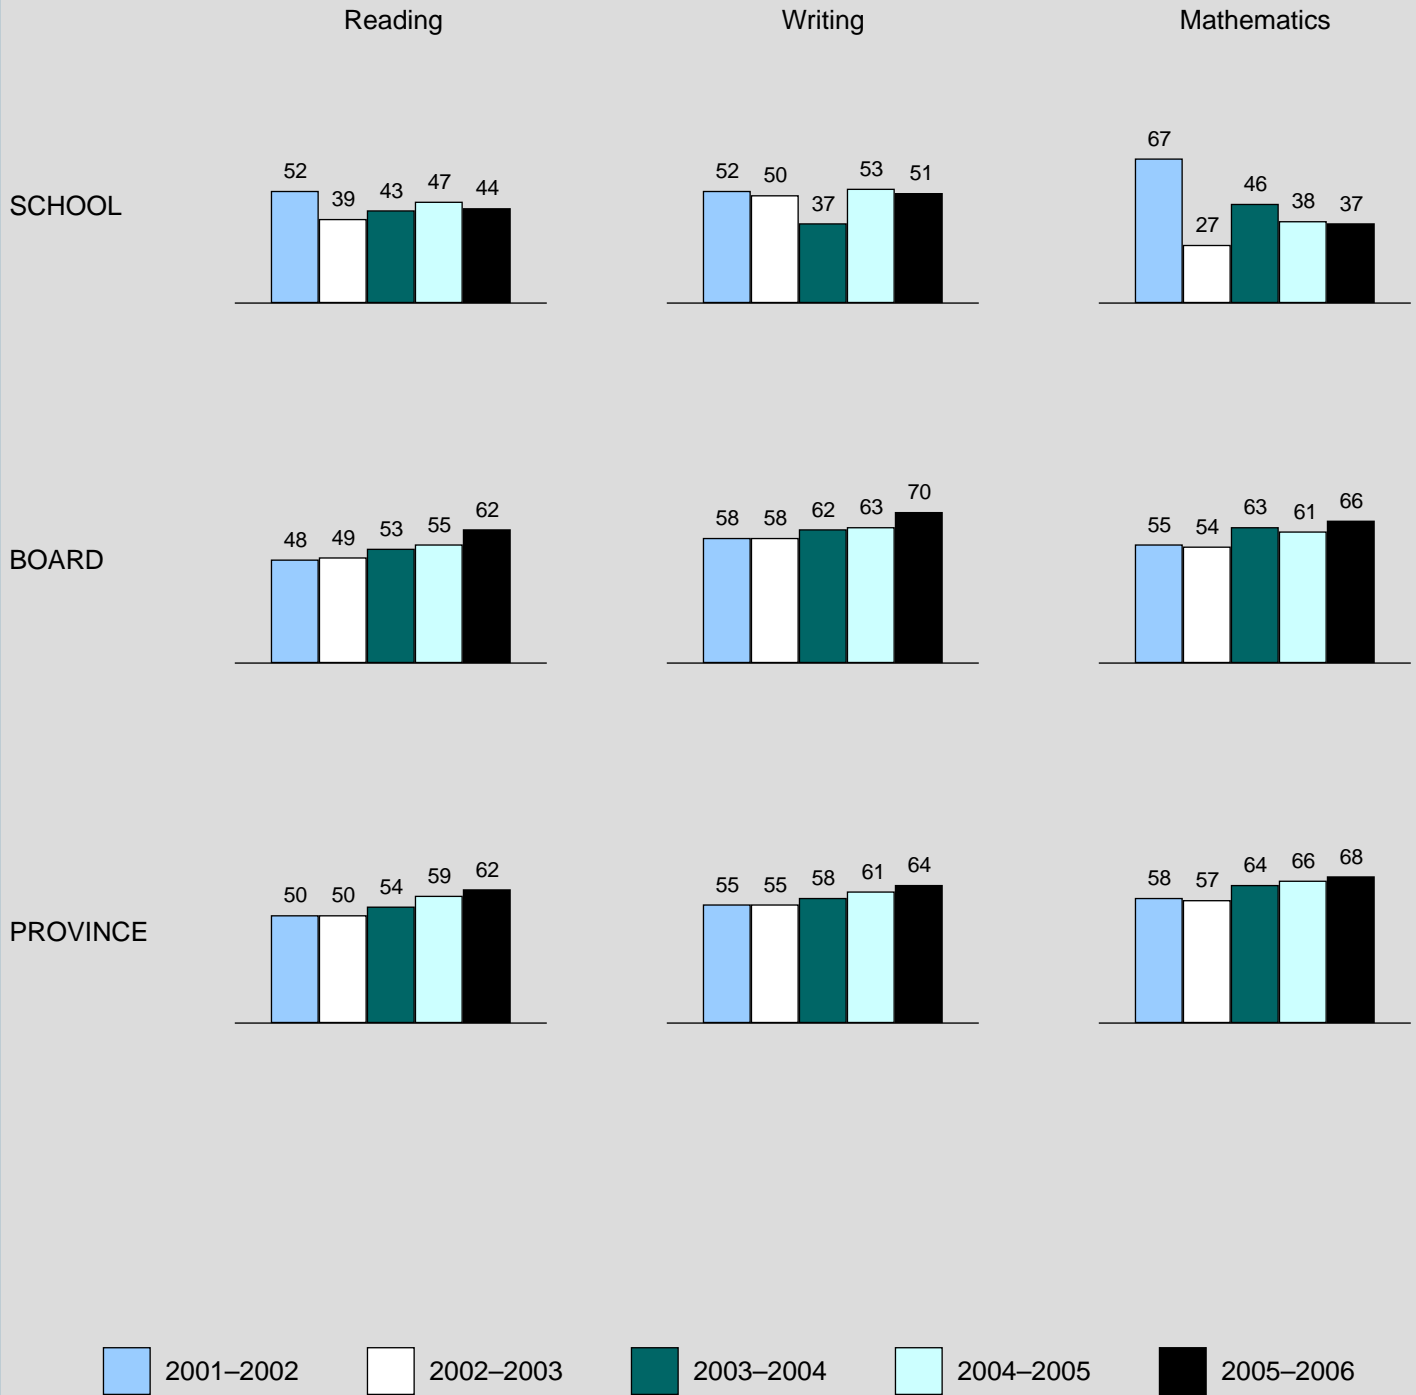 Reading Writing Mathematics
SCHOOL
52 39 43 47 44
52 50 37 53 51
67 27 46 38 37
BOARD
48 49 53 55 62
58 58 62 63 70
55 54 63 61 66
PROVINCE
50 50 54 59 62
55 55 58 61 64
58 57 64 66 68
2001–2002 2002–2003 2003–2004 2004–2005 2005–2006